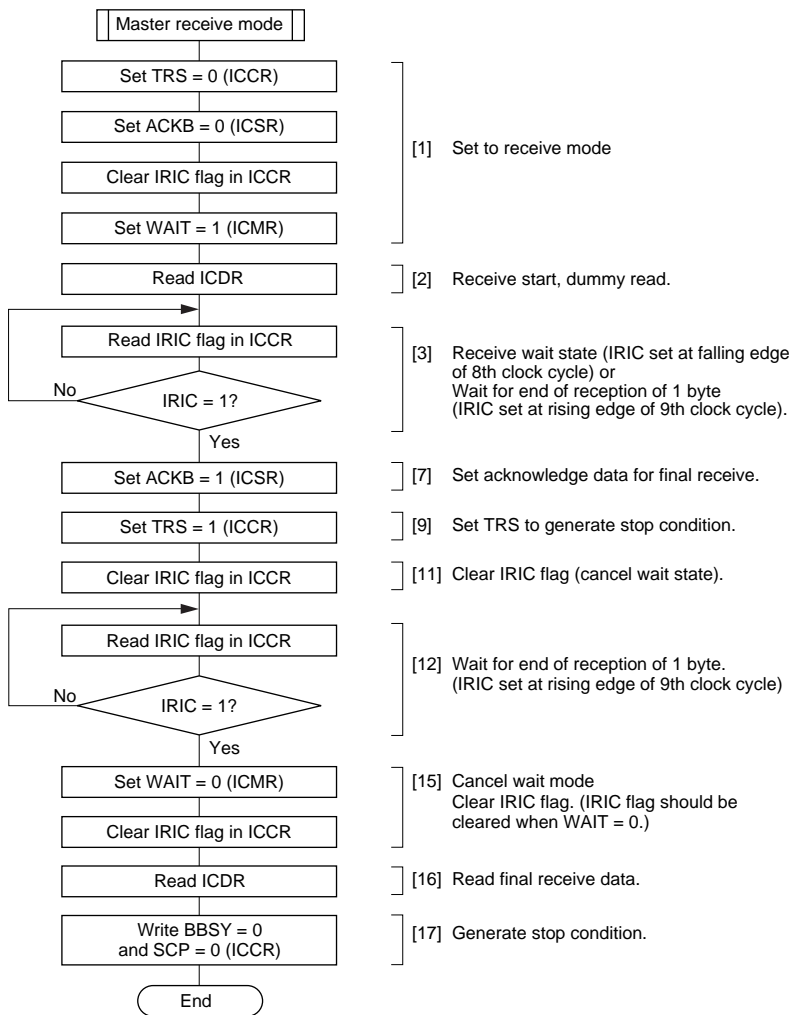 Master receive mode
Set TRS = 0 (ICCR)
Set ACKB = 0 (ICSR)
Clear IRIC flag in ICCR
Set WAIT = 1 (ICMR)
[1] Set to receive mode
Read ICDR
[2] Receive start, dummy read.
Read IRIC flag in ICCR
No
IRIC = 1?
Yes
[3] Receive wait state (IRIC set at falling edge
of 8th clock cycle) or
Wait for end of reception of 1 byte
(IRIC set at rising edge of 9th clock cycle).
Set ACKB = 1 (ICSR)
[7] Set acknowledge data for final receive.
Set TRS = 1 (ICCR)
[9] Set TRS to generate stop condition.
Clear IRIC flag in ICCR
[11] Clear IRIC flag (cancel wait state).
Read IRIC flag in ICCR
No
IRIC = 1?
Yes
[12] Wait for end of reception of 1 byte.
(IRIC set at rising edge of 9th clock cycle)
Set WAIT = 0 (ICMR)
Clear IRIC flag in ICCR
[15] Cancel wait mode
Clear IRIC flag. (IRIC flag should be
cleared when WAIT = 0.)
Read ICDR
[16] Read final receive data.
Write BBSY = 0
and SCP = 0 (ICCR)
[17] Generate stop condition.
End